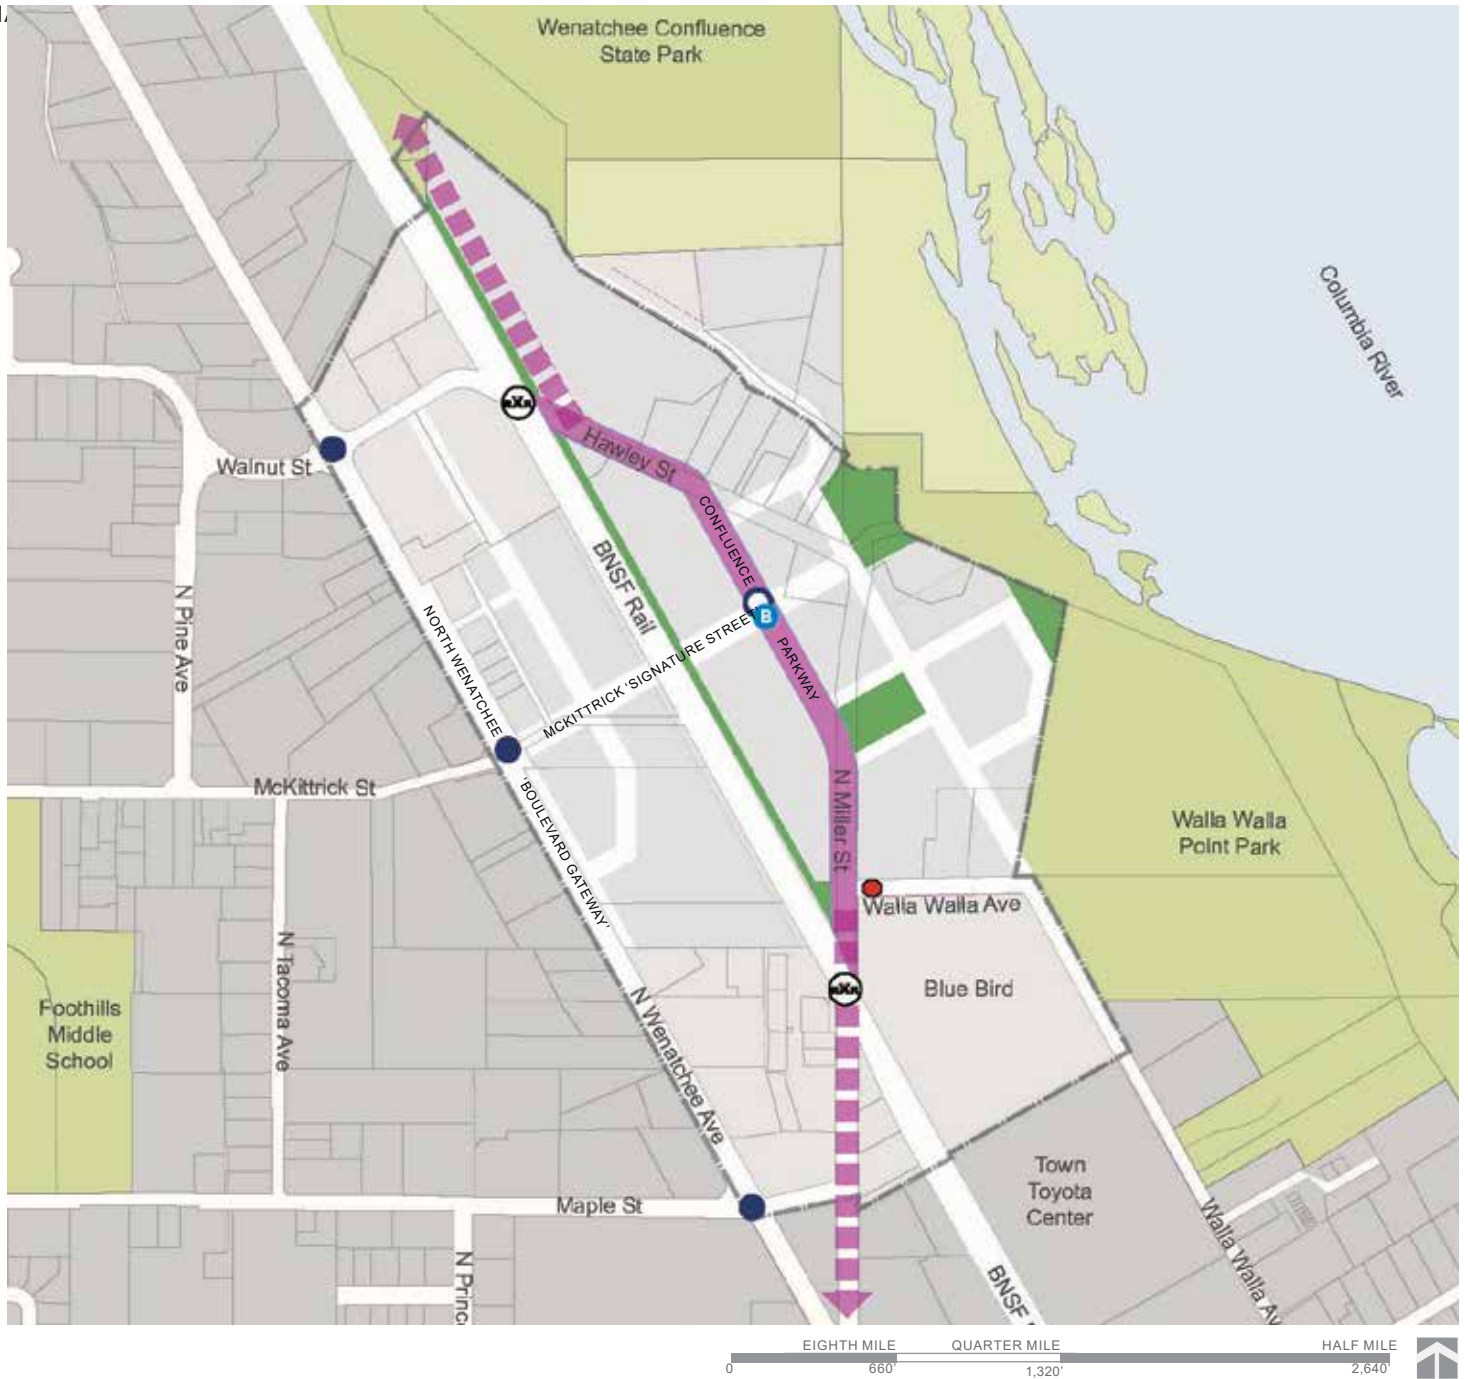 Wenatchee Confluence
State Park
Columbia River
Hawley St
Walnut St
CONFLUENCE
PARKWAY
BNSF Rail
B
N Pine Ave
NORTH WENATCHEE
MCKITTRICK 'SIGNATURE STREET'
McKittrick St
'BOULEVARD GATEWAY'
N Miller St
Walla Walla
Point Park
Walla Walla Ave
Blue Bird
N Tacoma Ave
Foothills
Middle
School
N Wenatchee Ave
Town
Toyota
Center
Maple St
N Princ
BNSF
Walla Walla Av
EIGHTH MILE QUARTER MILE HALF MILE
0 660' 1,320' 2,640'